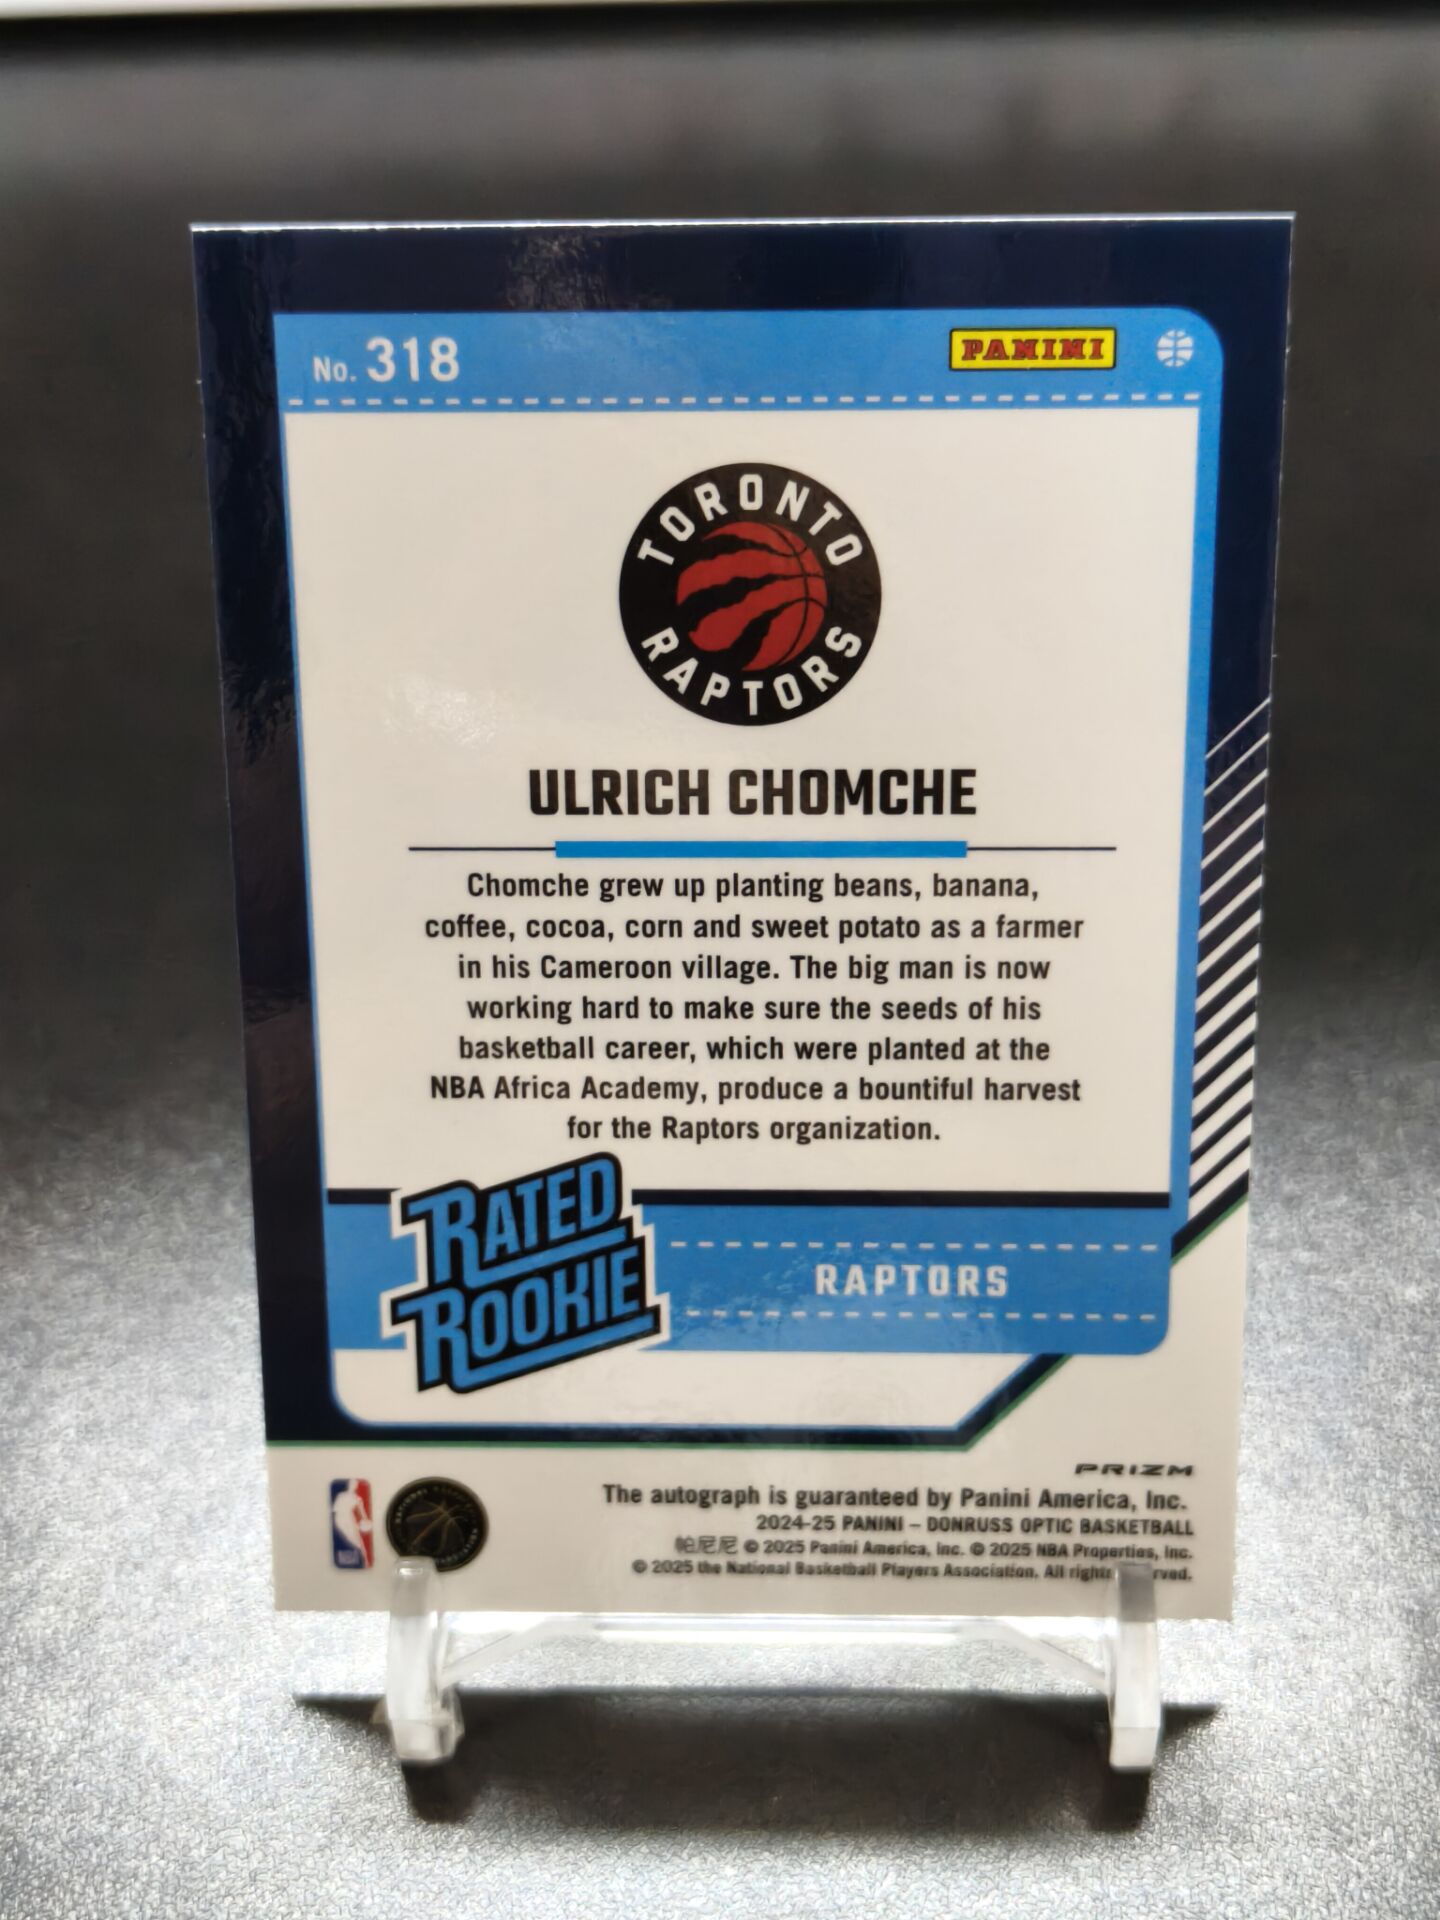 No. 318
PANINI
TORONTO
RAPTORS
ULRICH CHOMCHE
Chomche grew up planting beans, banana,
coffee, cocoa, corn and sweet potato as a farmer
in his Cameroon village. The big man is now
working hard to make sure the seeds of his
basketball career, which were planted at the
NBA Africa Academy, produce a bountiful harvest
for the Raptors organization.
RATED
ROOKIE
RAPTORS
PRIZM
The autograph is guaranteed by Panini America, Inc.
2024-25 PANINI – DONRUSS OPTIC BASKETBALL
帕尼尼 © 2025 Panini America, Inc. © 2025 NBA Properties, Inc.
© 2025 the National Basketball Players Association. All
NBA